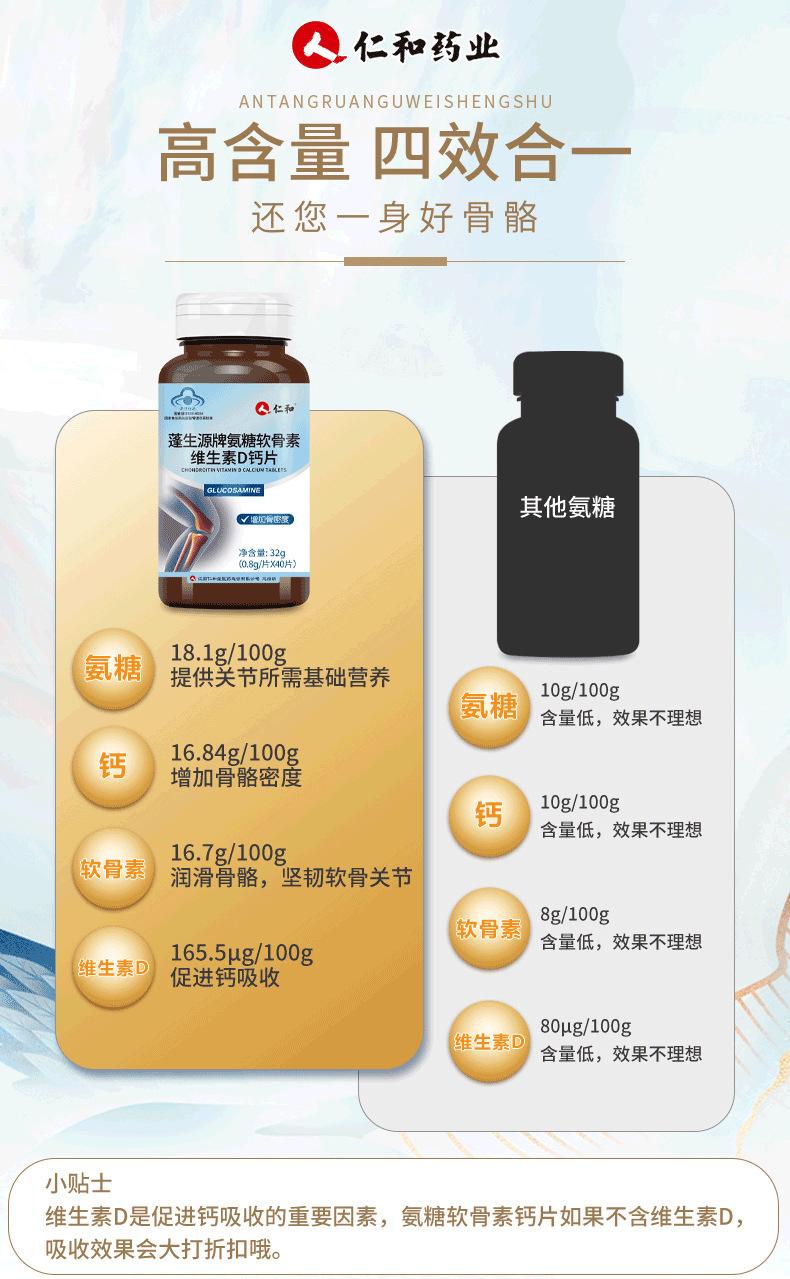 仁和药业
ANTANGRUANGUWEISHENGSHU
高含量 四效合一
还您一身好骨骼
仁和
蓬生源牌氨糖软骨素
维生素D钙片
CHONDROITIN VITAMIN D CALCIUM TABLETS
GLUCOSAMINE
增加骨密度
净含量: 32g
(0.8g/片X40片)
氨糖
18.1g/100g
提供关节所需基础营养
钙
16.84g/100g
增加骨骼密度
软骨素
16.7g/100g
润滑骨骼，坚韧软骨关节
维生素D
165.5μg/100g
促进钙吸收
其他氨糖
氨糖
10g/100g
含量低，效果不理想
钙
10g/100g
含量低，效果不理想
软骨素
8g/100g
含量低，效果不理想
维生素D
80μg/100g
含量低，效果不理想
小贴士
维生素D是促进钙吸收的重要因素，氨糖软骨素钙片如果不含维生素D，
吸收效果会大打折扣哦。